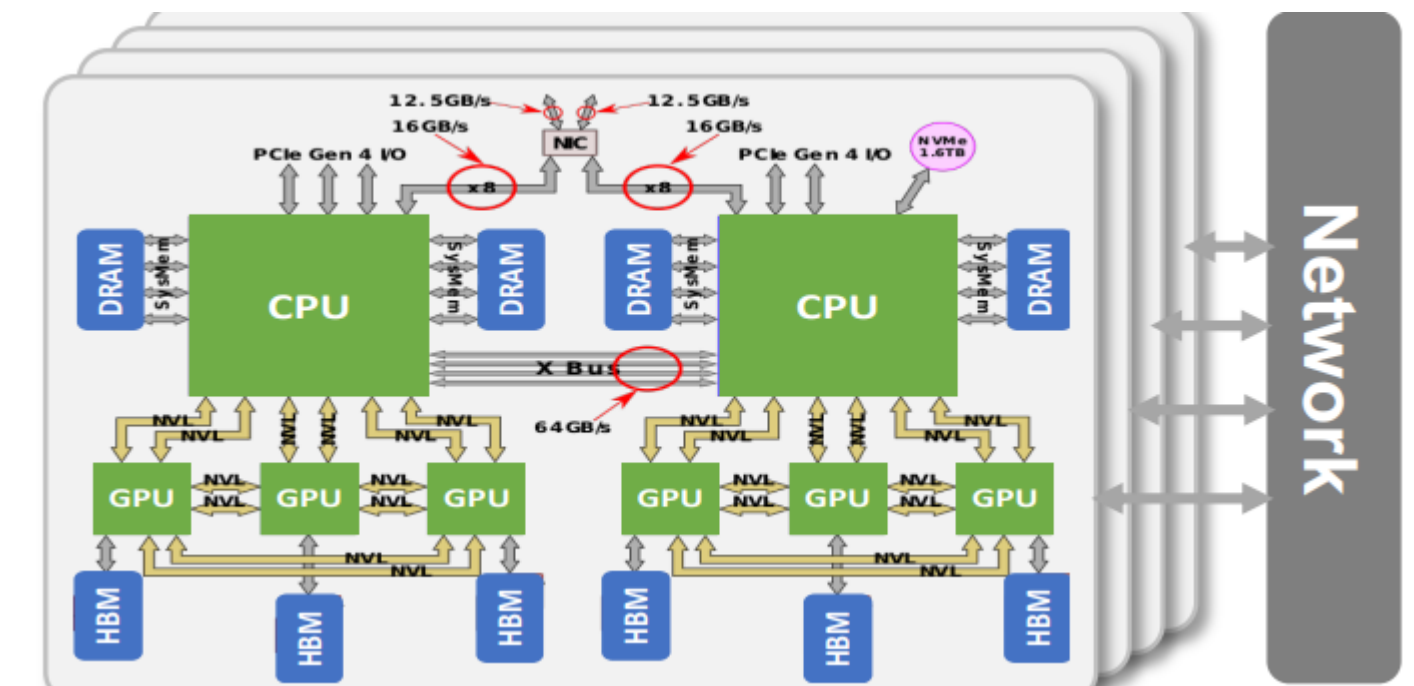 12.5GB/s
12.5GB/s
16GB/s
16GB/s
NIC
NVMe
1.6TB
PCIe Gen 4 I/O
PCIe Gen 4 I/O
x8
x8
DRAM
SysMem
CPU
SysMem
DRAM
DRAM
SysMem
CPU
SysMem
DRAM
X Bus
64GB/s
NVL
NVL
NVL
NVL
NVL
NVL
NVL
NVL
NVL
NVL
NVL
NVL
GPU
NVL
NVL
GPU
NVL
NVL
GPU
GPU
NVL
NVL
GPU
NVL
NVL
GPU
NVL
NVL
NVL
NVL
HBM
HBM
HBM
HBM
HBM
HBM
Network